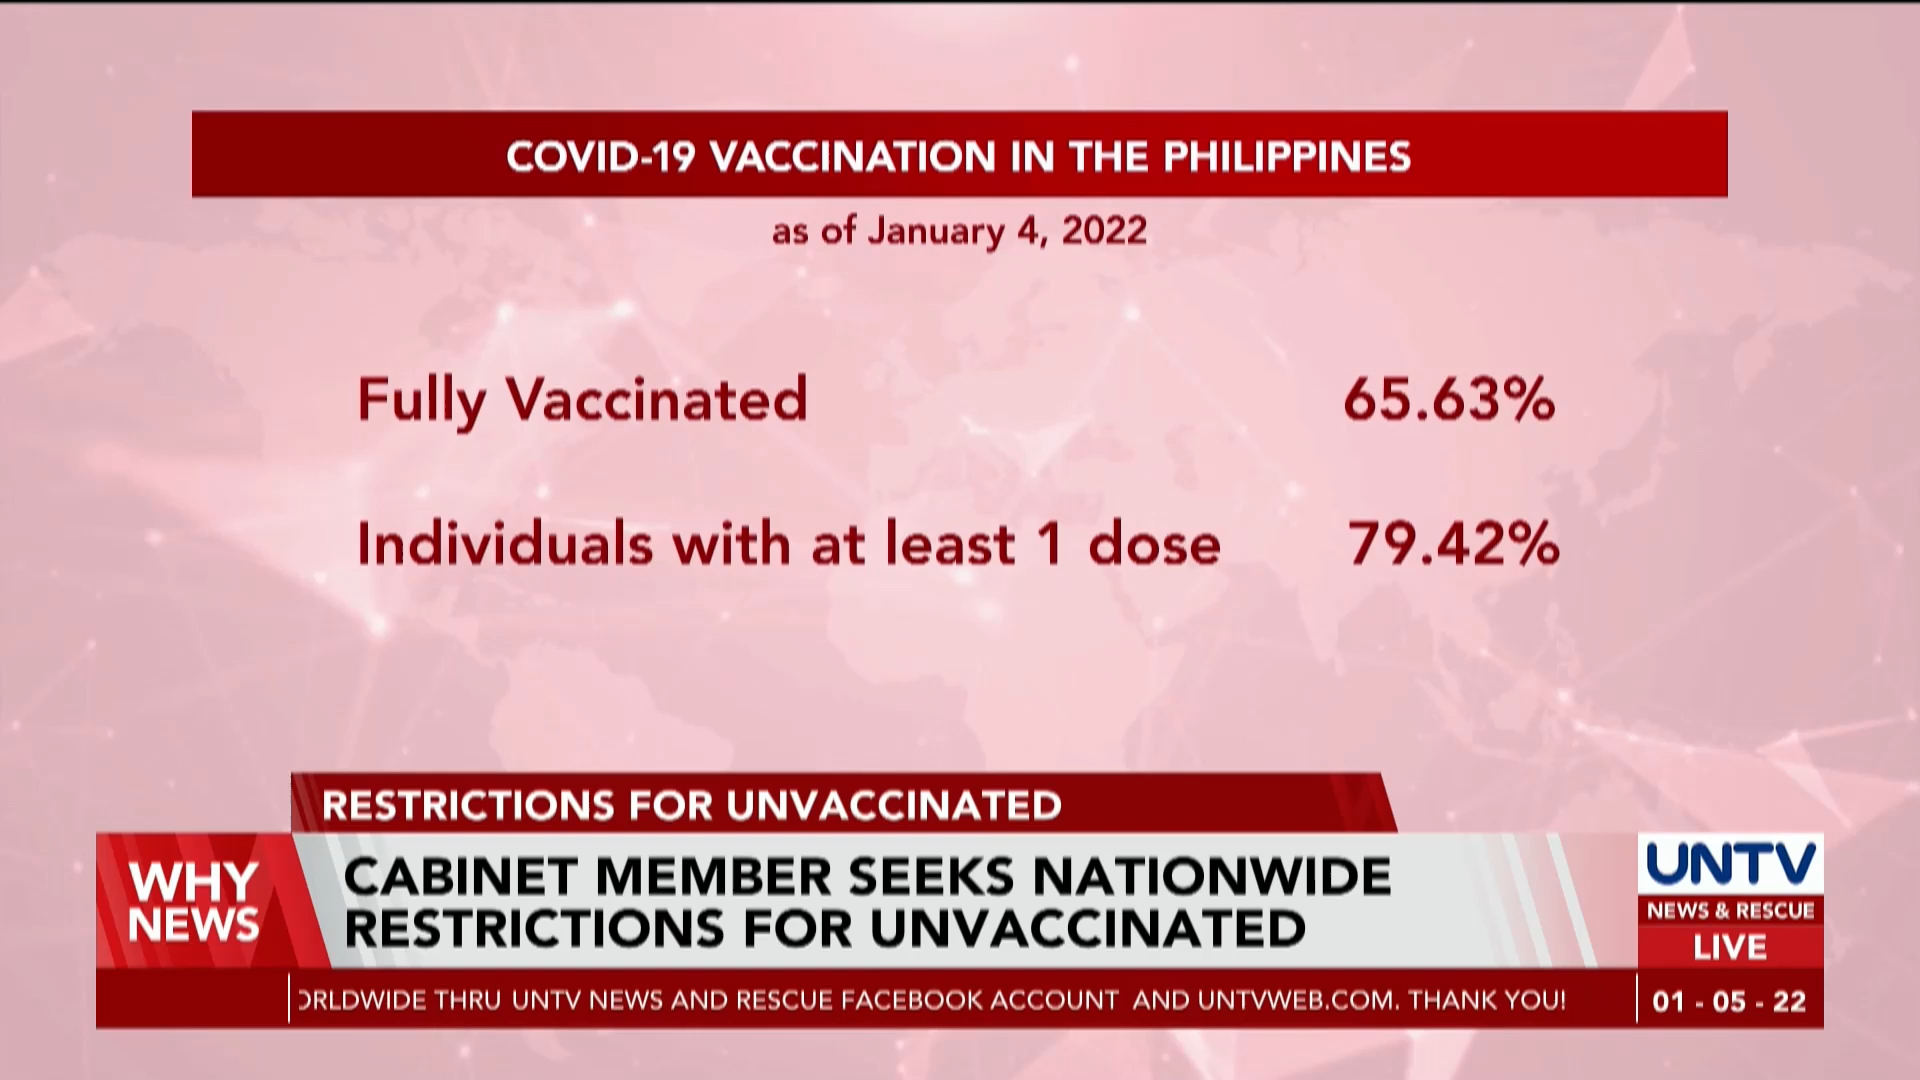 COVID-19 VACCINATION IN THE PHILIPPINES
as of January 4, 2022
Fully Vaccinated 65.63%
Individuals with at least 1 dose 79.42%
RESTRICTIONS FOR UNVACCINATED
WHY
NEWS
CABINET MEMBER SEEKS NATIONWIDE
RESTRICTIONS FOR UNVACCINATED
UNTV
NEWS & RESCUE
LIVE
ORLDWIDE THRU UNTV NEWS AND RESCUE FACEBOOK ACCOUNT AND UNTVWEB.COM. THANK YOU!
01 - 05 - 22